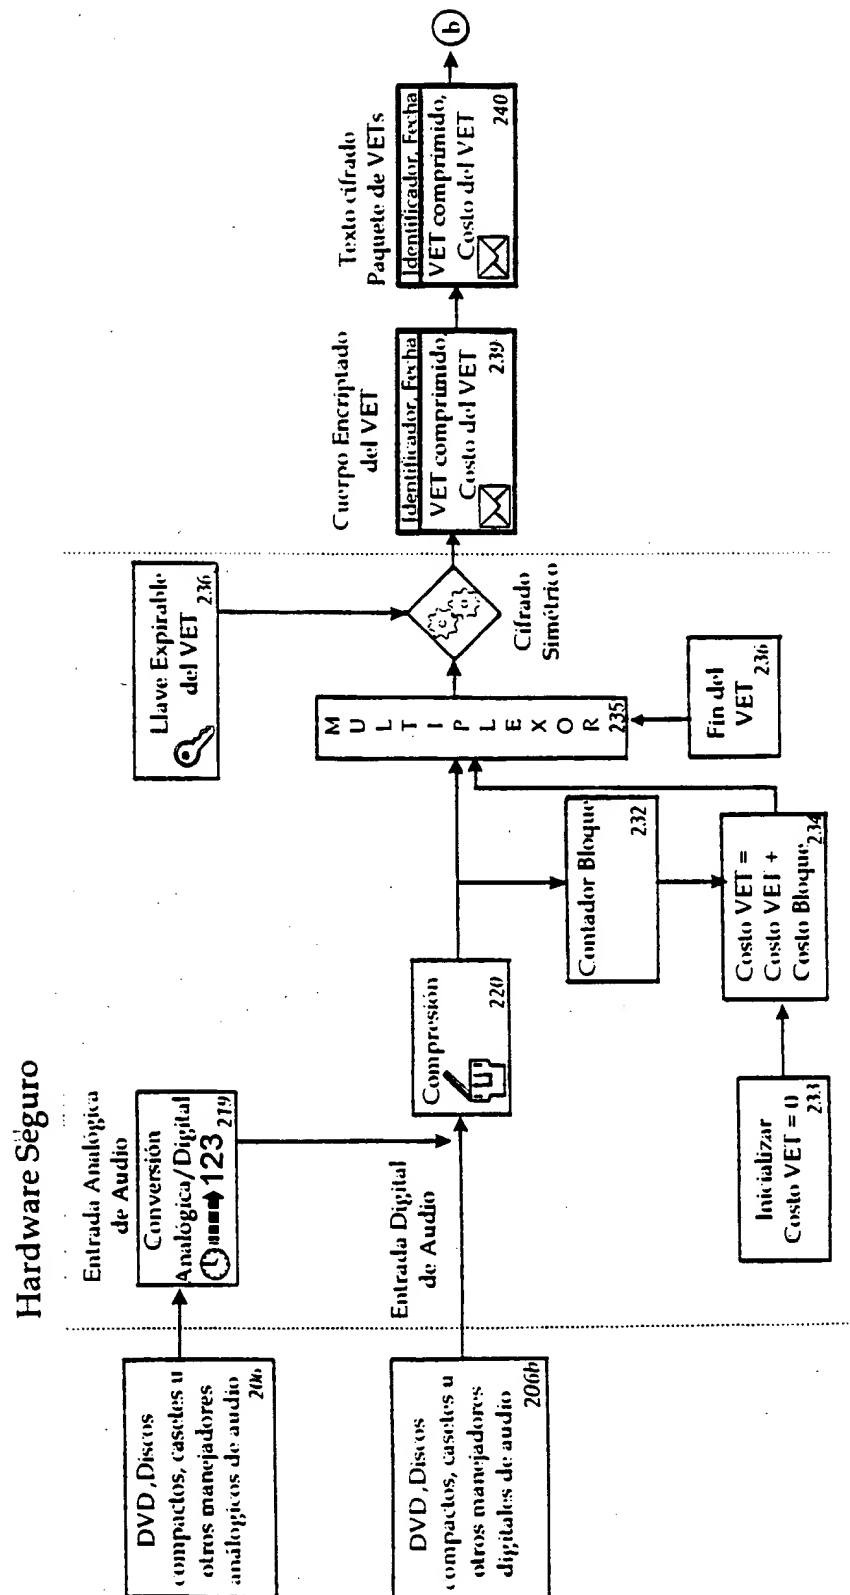 Hardware Seguro
DVD, Discos
compactos, casetes u
otros manejadores
análogicos de audio
206
Entrada Analógica
de Audio
Conversión
Analógica/Digital
123
219
DVD, Discos
compactos, casetes u
otros manejadores
digitales de audio
206b
Entrada Digital
de Audio
Compresión
220
Inicializar
Costo VET = 0
233
Contador Bloque
232
Costo VET =
Costo VET +
Costo Bloque
234
Llave Expirable
del VET
236
MULTIPLEXOR
235
Fin del
VET
236
Cifrado
Simétrico
Cuerpo Encriptado
del VET
Identificador, Fecha
VET comprimido,
Costo del VET
239
Texto cifrado
Paquete de VETs
Identificador, Fecha
VET comprimido,
Costo del VET
240
b